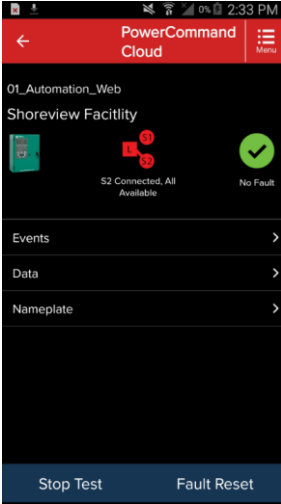 0% 2:33 PM
PowerCommand
Cloud
Menu
01_Automation_Web
Shoreview Facitlity
S1
L
S2
S2 Connected, All
Available
No Fault
Events
Data
Nameplate
Stop Test
Fault Reset